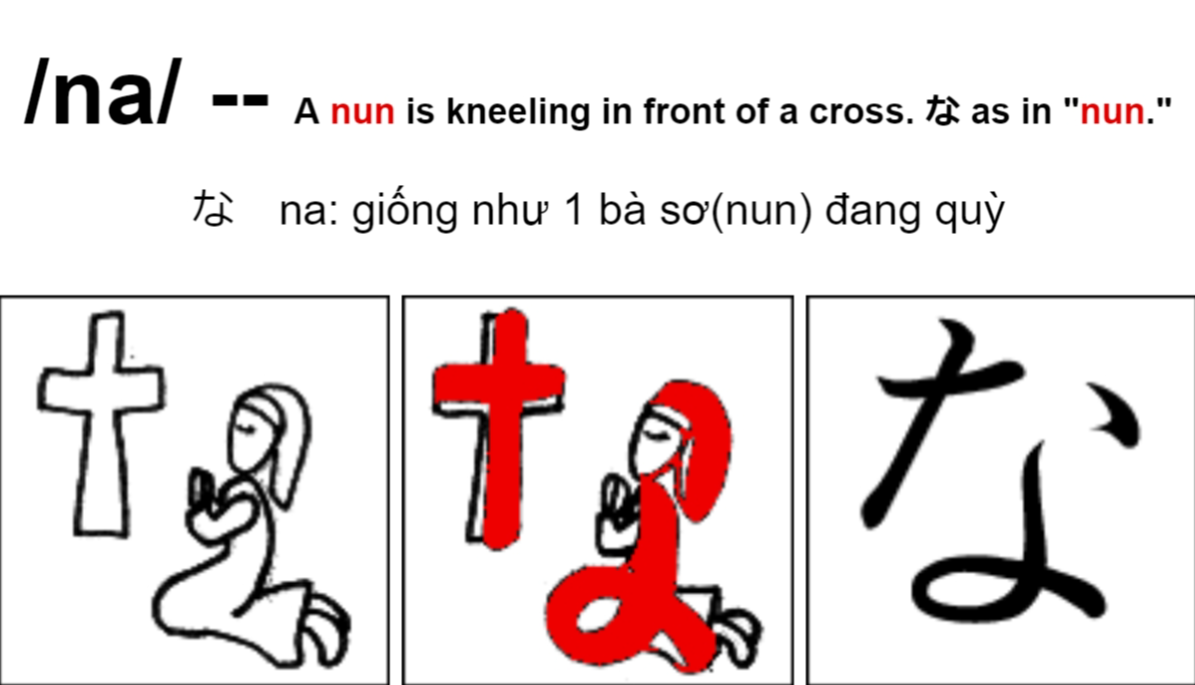 /na/ -- A nun is kneeling in front of a cross. な as in "nun."
な na: giống như 1 bà sơ(nun) đang quỳ
な